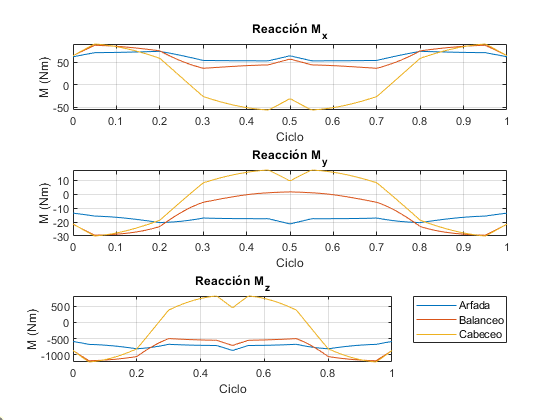 Reacción Mx
50
0
-50
M (Nm)
0 0.1 0.2 0.3 0.4 0.5 0.6 0.7 0.8 0.9 1
Ciclo
Reacción My
10
0
-10
-20
-30
M (Nm)
0 0.1 0.2 0.3 0.4 0.5 0.6 0.7 0.8 0.9 1
Ciclo
Reacción Mz
500
0
-500
-1000
M (Nm)
0 0.2 0.4 0.6 0.8 1
Ciclo
Arfada
Balanceo
Cabeceo